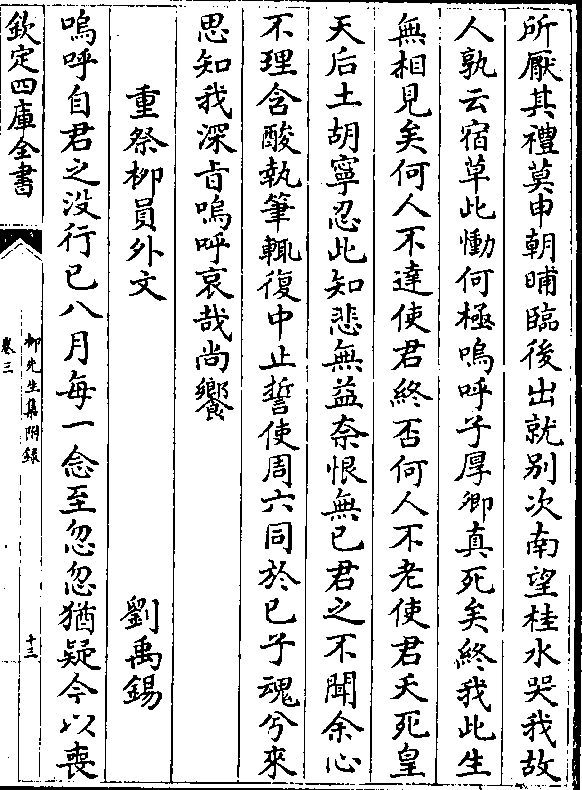 所厭其禮莫申朝晡臨後出就别次南望桂水哭我故
人孰云宿草此慟何極嗚呼子厚卿真死矣終我此生
無相見矣何人不達使君終否何人不老使君夭死皇
天后土胡寧忍此知悲無益奈恨無已君之不聞余心
不理含酸執筆輒復中止誓使周六同於已子魂兮來
思知我深㫖嗚呼哀哉尚饗
重祭柳員外文
劉禹錫
嗚呼自君之沒行已八月每一念至忽忽猶疑今以喪
欽定四庫全書
柳先生集附錄
卷三
十三